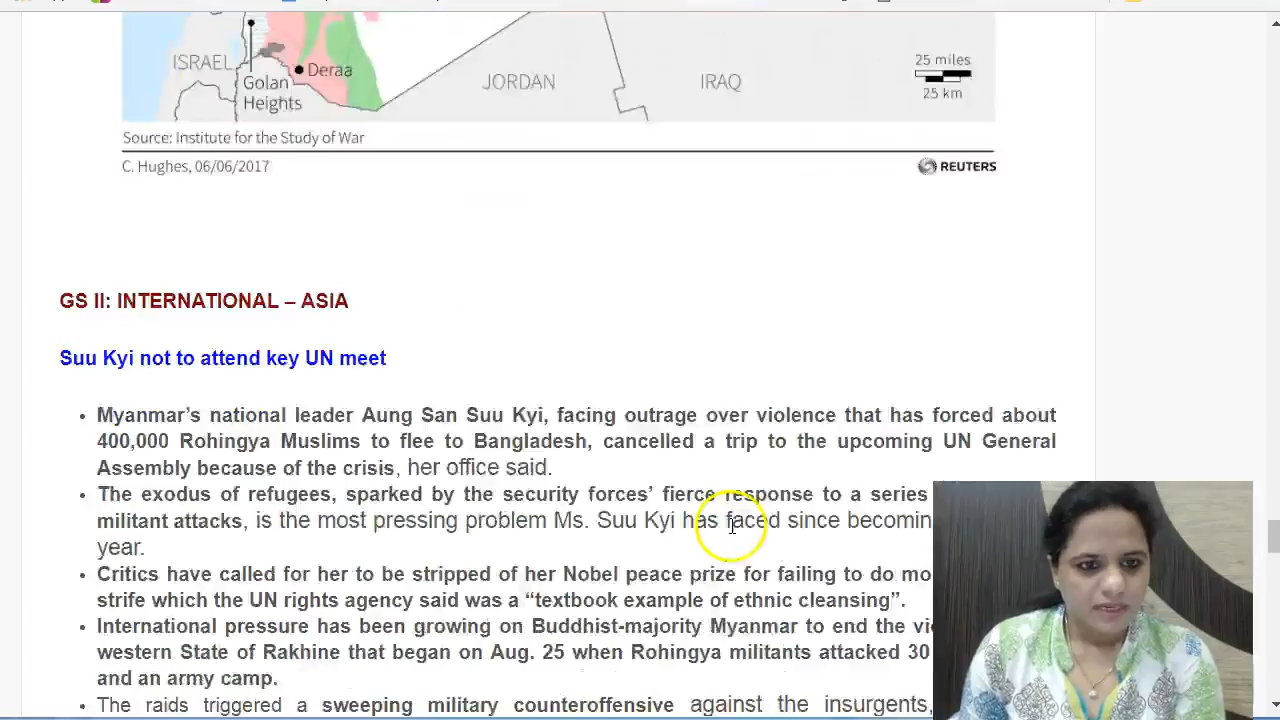 ISRAEL
Golan
Heights
Deraa
JORDAN
IRAQ
25 miles
25 km
Source: Institute for the Study of War
C. Hughes, 06/06/2017
REUTERS
GS II: INTERNATIONAL – ASIA
Suu Kyi not to attend key UN meet
• Myanmar’s national leader Aung San Suu Kyi, facing outrage over violence that has forced about
400,000 Rohingya Muslims to flee to Bangladesh, cancelled a trip to the upcoming UN General
Assembly because of the crisis, her office said.
• The exodus of refugees, sparked by the security forces’ fierce response to a series
militant attacks, is the most pressing problem Ms. Suu Kyi has faced since
year.
• Critics have called for her to be stripped of her Nobel peace prize for failing to do
strife which the UN rights agency said was a “textbook example of ethnic cleansing”.
• International pressure has been growing on Buddhist-majority Myanmar to end the
western State of Rakhine that began on Aug. 25 when Rohingya militants attacked 30
and an army camp.
• The raids triggered a sweeping military counteroffensive against the insurgents,